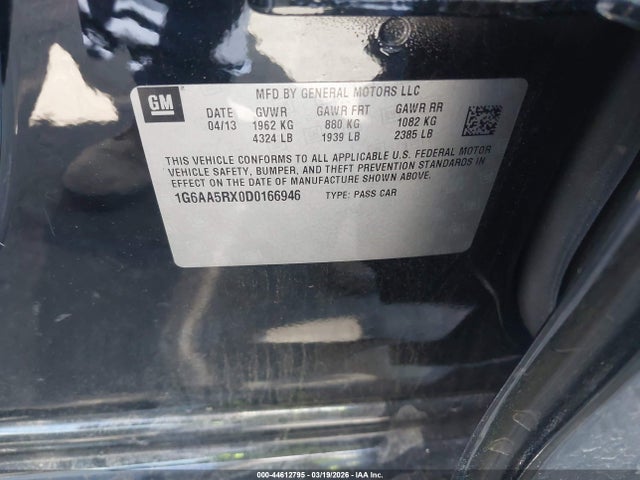 GM
MFD BY GENERAL MOTORS LLC
DATE GVWR GAWR FRT GAWR RR
04/13 1962 KG 880 KG 1082 KG
4324 LB 1939 LB 2385 LB
THIS VEHICLE CONFORMS TO ALL APPLICABLE U.S. FEDERAL MOTOR
VEHICLE SAFETY, BUMPER, AND THEFT PREVENTION STANDARDS IN
EFFECT ON THE DATE OF MANUFACTURE SHOWN ABOVE.
1G6AA5RX0D0166946 TYPE: PASS CAR
000-44612795 - 03/19/2026 - IAA Inc.